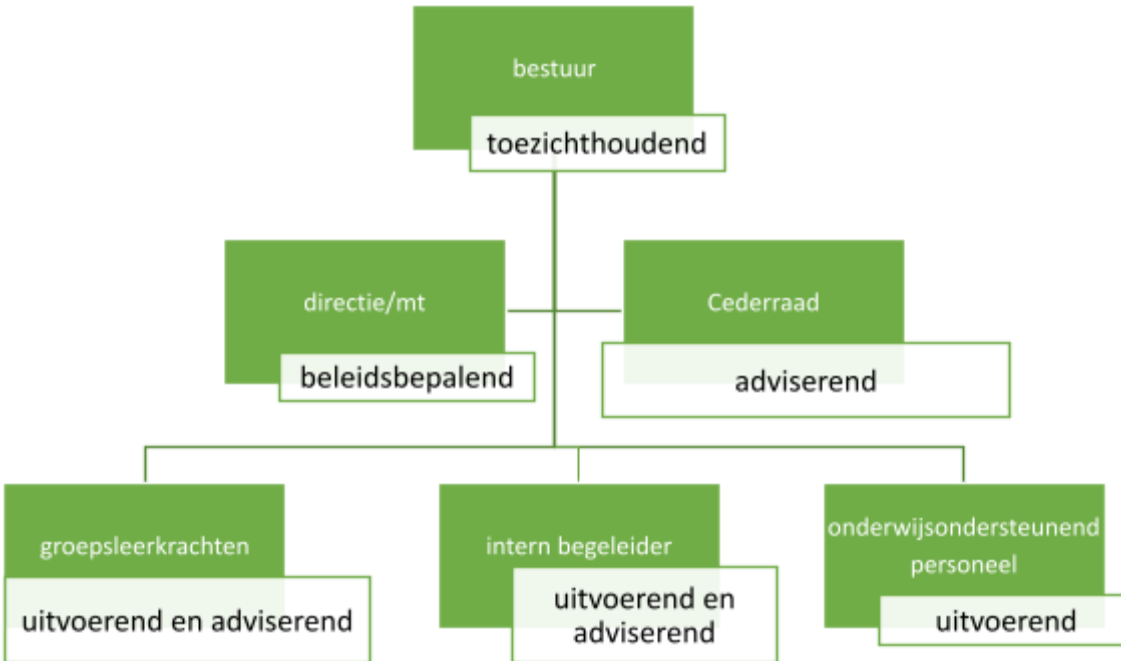 bestuur
toezichthoudend
directie/mt
beleidsbepalend
Cederraad
adviserend
groepsleerkrachten
uitvoerend en adviserend
intern begeleider
uitvoerend en
adviserend
onderwijsondersteunend
personeel
uitvoerend